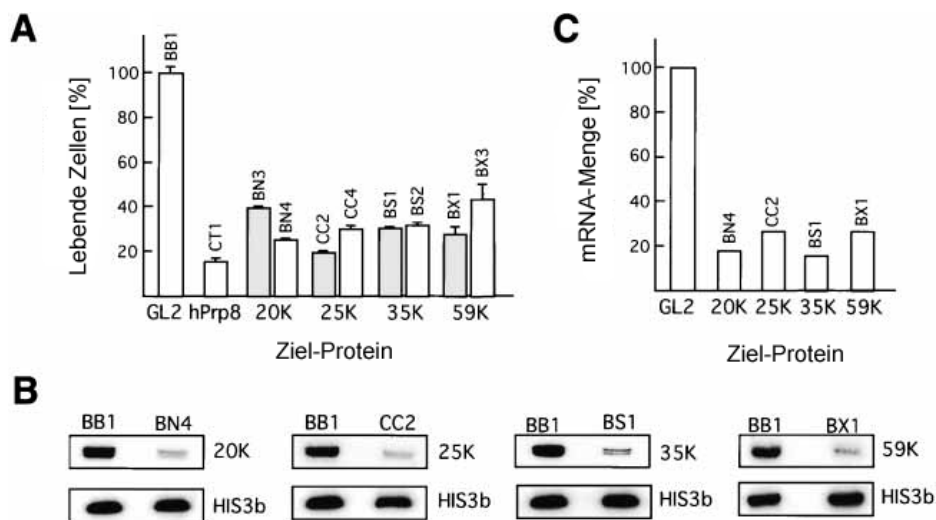 A
Lebende Zellen [%]
100
80
60
40
20
BB1
CT1
BN3
BN4
CC2
CC4
BS1
BS2
BX1
BX3
GL2 hPrp8 20K 25K 35K 59K
Ziel-Protein
C
mRNA-Menge [%]
100
80
60
40
20
BN4
CC2
BS1
BX1
GL2 20K 25K 35K 59K
Ziel-Protein
B
BB1 BN4
20K
HIS3b
BB1 CC2
25K
HIS3b
BB1 BS1
35K
HIS3b
BB1 BX1
59K
HIS3b